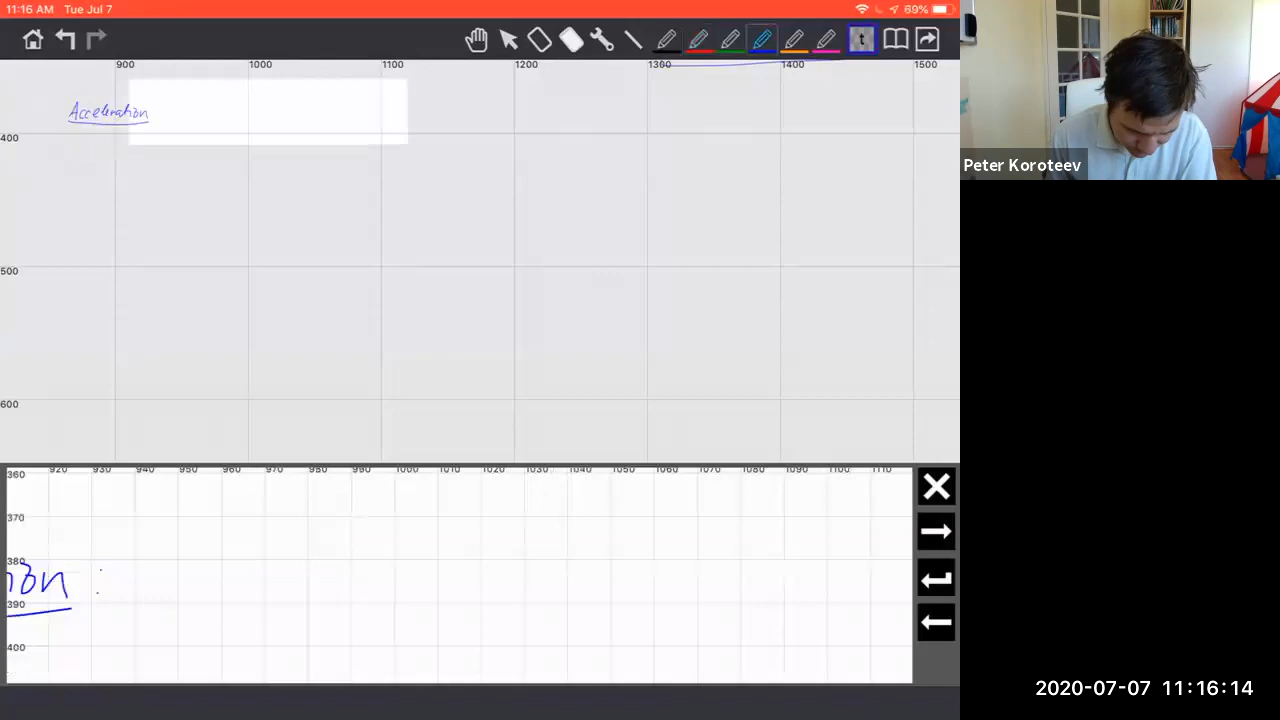 11:16 AM Tue Jul 7
69%
t
900 1000 1100 1200 1300 1400 1500
Acceleration
400
500
600
920 930 940 950 960 970 980 990 1000 1010 1020 1030 1040 1050 1060 1070 1080 1090 1100 1110
360
370
380
ion :
390
400
Peter Koroteev
2020-07-07 11:16:14